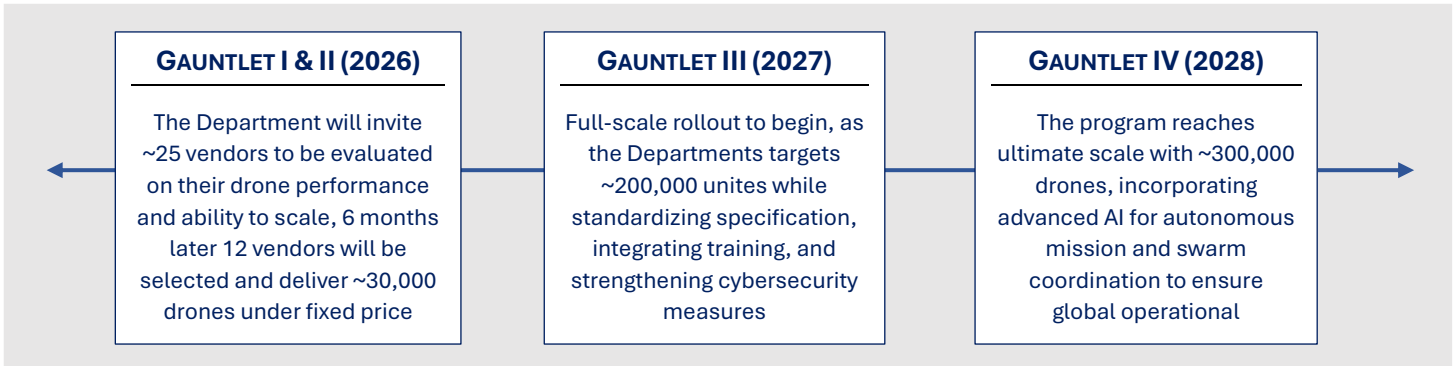 GAUNTLET I & II (2026)
The Department will invite
~25 vendors to be evaluated
on their drone performance
and ability to scale, 6 months
later 12 vendors will be
selected and deliver ~30,000
drones under fixed price
GAUNTLET III (2027)
Full-scale rollout to begin, as
the Departments targets
~200,000 unites while
standardizing specification,
integrating training, and
strengthening cybersecurity
measures
GAUNTLET IV (2028)
The program reaches
ultimate scale with ~300,000
drones, incorporating
advanced AI for autonomous
mission and swarm
coordination to ensure
global operational